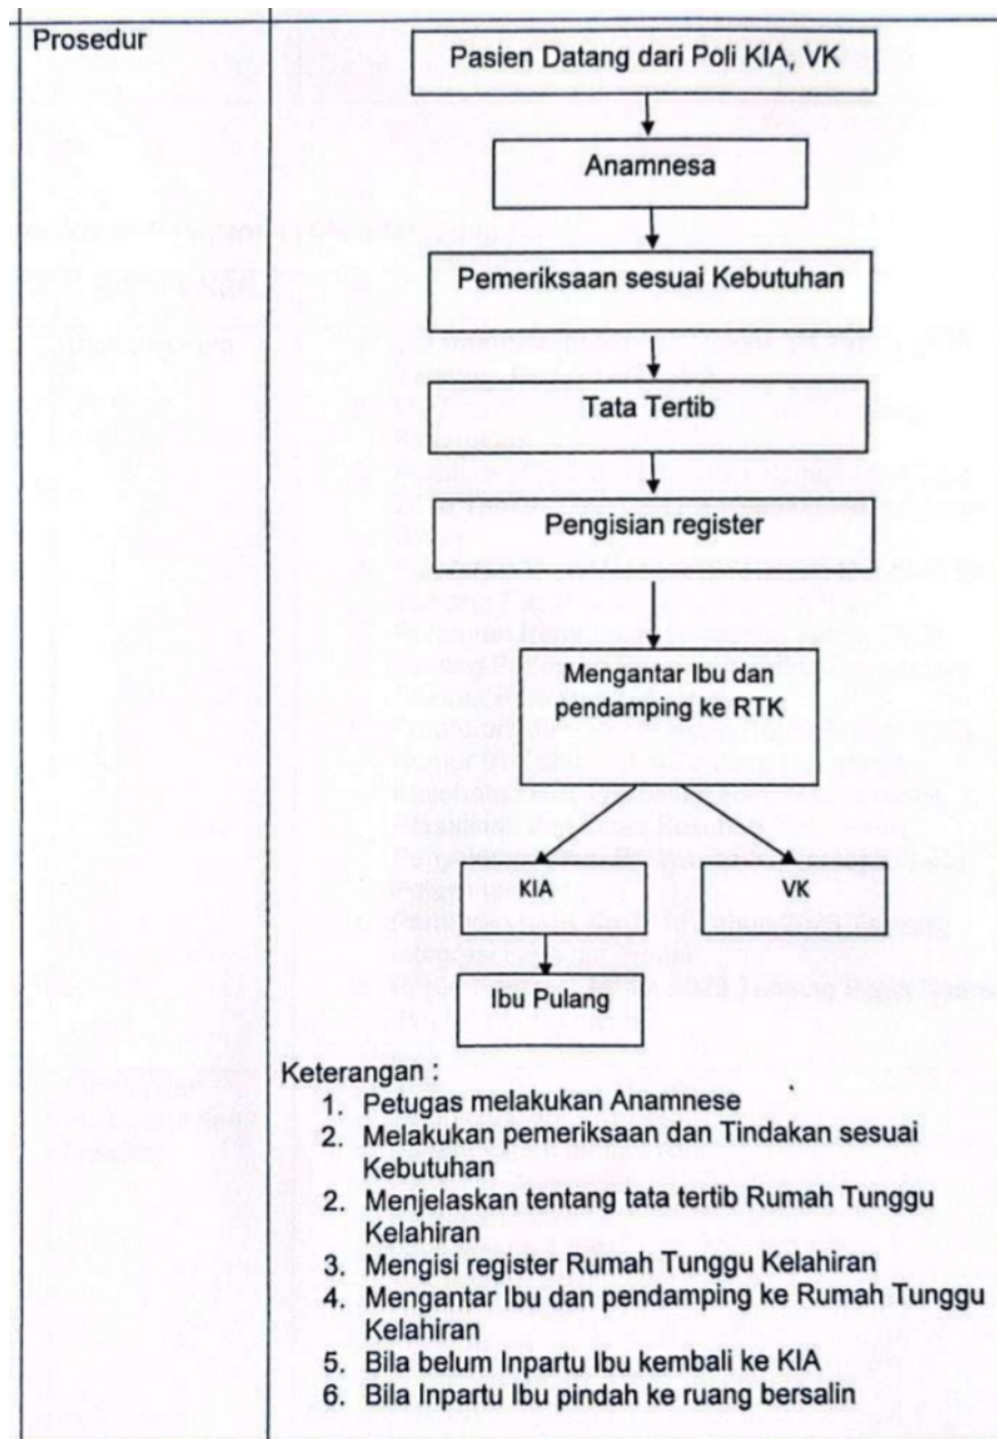 Prosedur
Pasien Datang dari Poli KIA, VK
Anamnesa
Pemeriksaan sesuai Kebutuhan
Tata Tertib
Pengisian register
Mengantar Ibu dan
pendamping ke RTK
KIA
VK
Ibu Pulang
Keterangan :
1. Petugas melakukan Anamnese
2. Melakukan pemeriksaan dan Tindakan sesuai
Kebutuhan
2. Menjelaskan tentang tata tertib Rumah Tunggu
Kelahiran
3. Mengisi register Rumah Tunggu Kelahiran
4. Mengantar Ibu dan pendamping ke Rumah Tunggu
Kelahiran
5. Bila belum Inpartu Ibu kembali ke KIA
6. Bila Inpartu Ibu pindah ke ruang bersalin